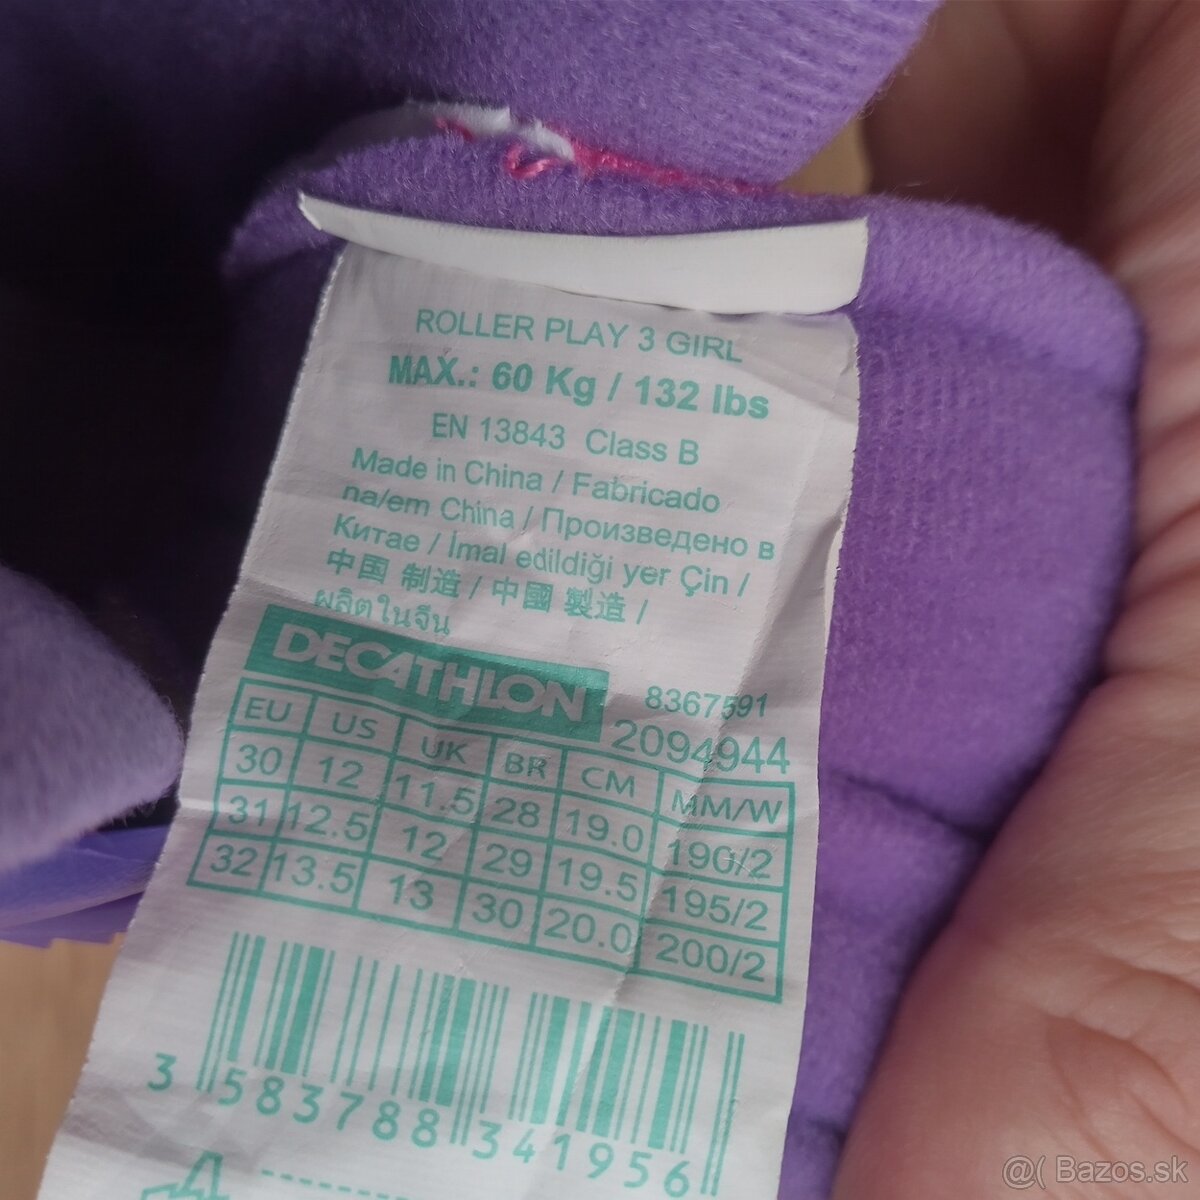 ROLLER PLAY 3 GIRL
MAX.: 60 Kg / 132 lbs
EN 13843 Class B
Made in China / Fabricado
na/em China / Произведено в
Китае / İmal edildiği yer Çin /
中国 制造 / 中國 製造 /
ผลิตในจีน
DECATHLON 8367591
2094944
EU US UK BR CM MM/W
30 12 11.5 28 19.0 190/2
31 12.5 12 29 19.5 195/2
32 13.5 13 30 20.0 200/2
3 583788 341956
@( Bazos.sk